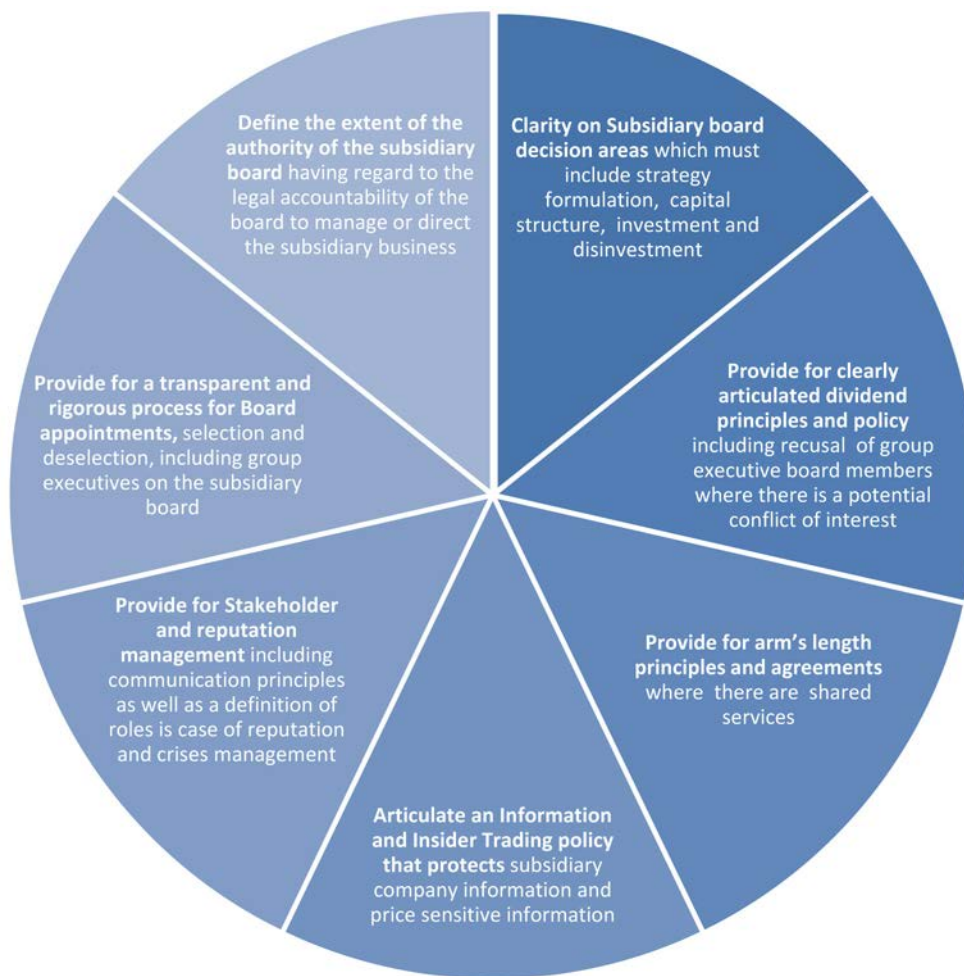 Clarity on Subsidiary board
decision areas which must
include strategy
formulation, capital
structure, investment and
disinvestment
Provide for clearly
articulated dividend
principles and policy
including recusal of group
executive board members
where there is a potential
conflict of interest
Provide for arm's length
principles and agreements
where there are shared
services
Articulate an Information
and Insider Trading policy
that protects subsidiary
company information and
price sensitive information
Provide for Stakeholder
and reputation
management including
communication principles
as well as a definition of
roles is case of reputation
and crises management
Provide for a transparent and
rigorous process for Board
appointments, selection and
deselection, including group
executives on the subsidiary
board
Define the extent of the
authority of the subsidiary
board having regard to the
legal accountability of the
board to manage or direct
the subsidiary business